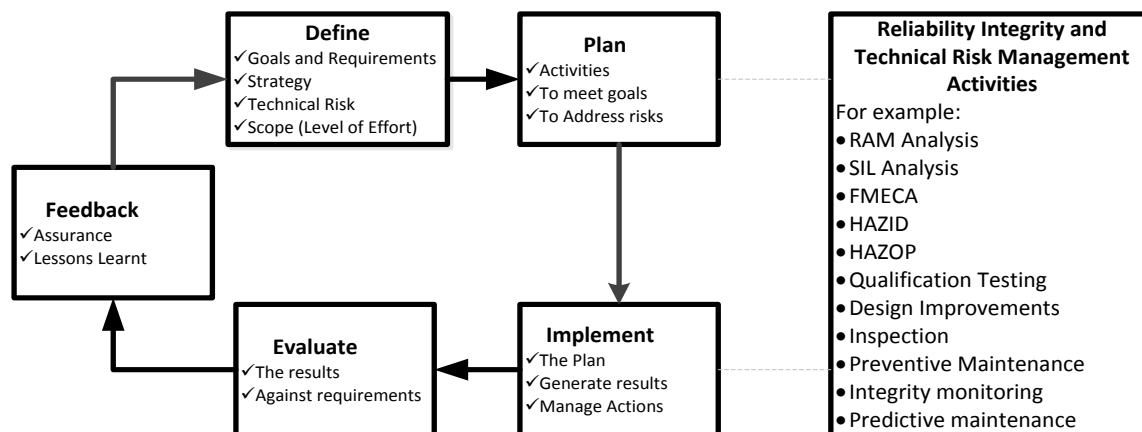 Define
✓Goals and Requirements
✓Strategy
✓Technical Risk
✓Scope (Level of Effort)
Plan
✓Activities
✓To meet goals
✓To Address risks
Implement
✓The Plan
✓Generate results
✓Manage Actions
Evaluate
✓The results
✓Against requirements
Feedback
✓Assurance
✓Lessons Learnt
Reliability Integrity and
Technical Risk Management
Activities
For example:
•RAM Analysis
•SIL Analysis
•FMECA
•HAZID
•HAZOP
•Qualification Testing
•Design Improvements
•Inspection
•Preventive Maintenance
•Integrity monitoring
•Predictive maintenance